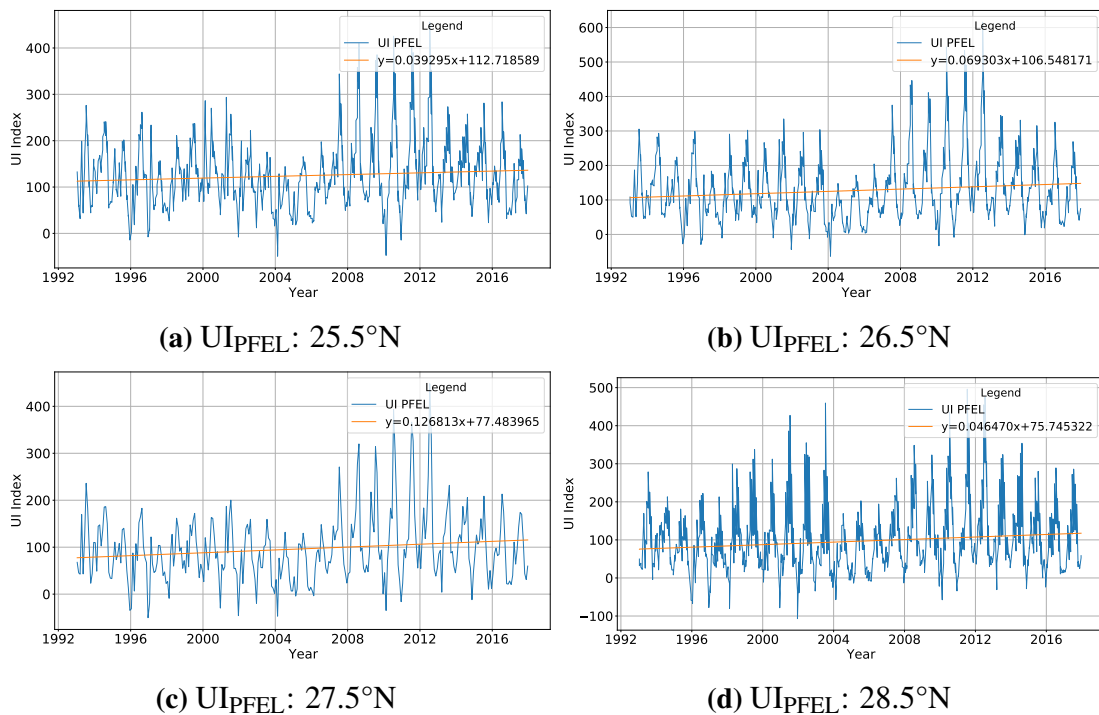 Legend
UI PFEL
y=0.039295x+112.718589
400
300
200
100
0
UI Index
1992 1996 2000 2004 2008 2012 2016
Year
(a) UIPFEL: 25.5°N
Legend
UI PFEL
y=0.069303x+106.548171
600
500
400
300
200
100
0
UI Index
1992 1996 2000 2004 2008 2012 2016
Year
(b) UIPFEL: 26.5°N
Legend
UI PFEL
y=0.126813x+77.483965
400
300
200
100
0
UI Index
1992 1996 2000 2004 2008 2012 2016
Year
(c) UIPFEL: 27.5°N
Legend
UI PFEL
y=0.046470x+75.745322
500
400
300
200
100
0
−100
UI Index
1992 1996 2000 2004 2008 2012 2016
Year
(d) UIPFEL: 28.5°N